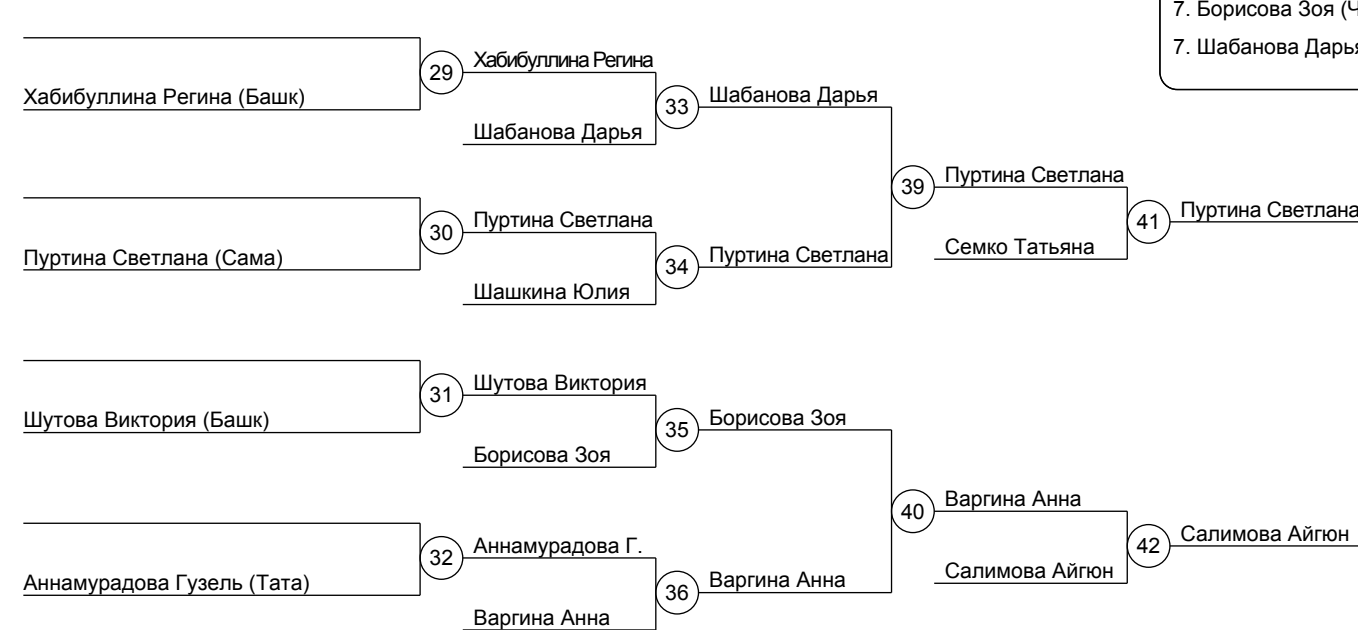 7. Борисова Зоя (Ч
7. Шабанова Дарья
29
Хабибуллина Регина
Хабибуллина Регина (Башк)
33
Шабанова Дарья
Шабанова Дарья
39
Пуртина Светлана
30
Пуртина Светлана
41
Пуртина Светлана
Пуртина Светлана (Сама)
34
Пуртина Светлана
Семко Татьяна
Шашкина Юлия
31
Шутова Виктория
Шутова Виктория (Башк)
35
Борисова Зоя
Борисова Зоя
40
Варгина Анна
32
Аннамурадова Г.
42
Салимова Айгюн
Аннамурадова Гузель (Тата)
36
Варгина Анна
Салимова Айгюн
Варгина Анна